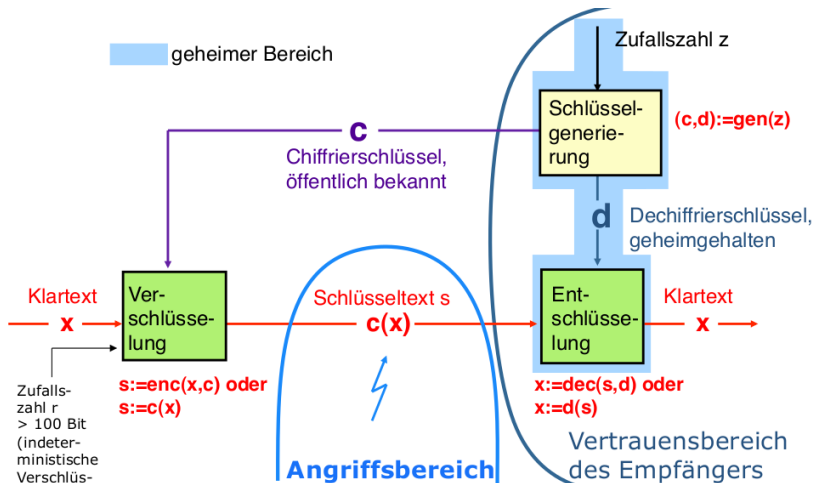 geheimer Bereich
Zufallszahl z
Schlüssel-
generie-
rung
(c,d):=gen(z)
c
Chiffrierschlüssel,
öffentlich bekannt
d
Dechiffrierschlüssel,
geheimgehalten
Klartext
x
Ver-
schlüsse-
lung
Schlüsseltext s
c(x)
Ent-
schlüsse-
lung
Klartext
x
s:=enc(x,c) oder
s:=c(x)
x:=dec(s,d) oder
x:=d(s)
Zufalls-
zahl r
> 100 Bit
(indeter-
ministische
Verschlüs-
Angriffsbereich
Vertrauensbereich
des Empfängers